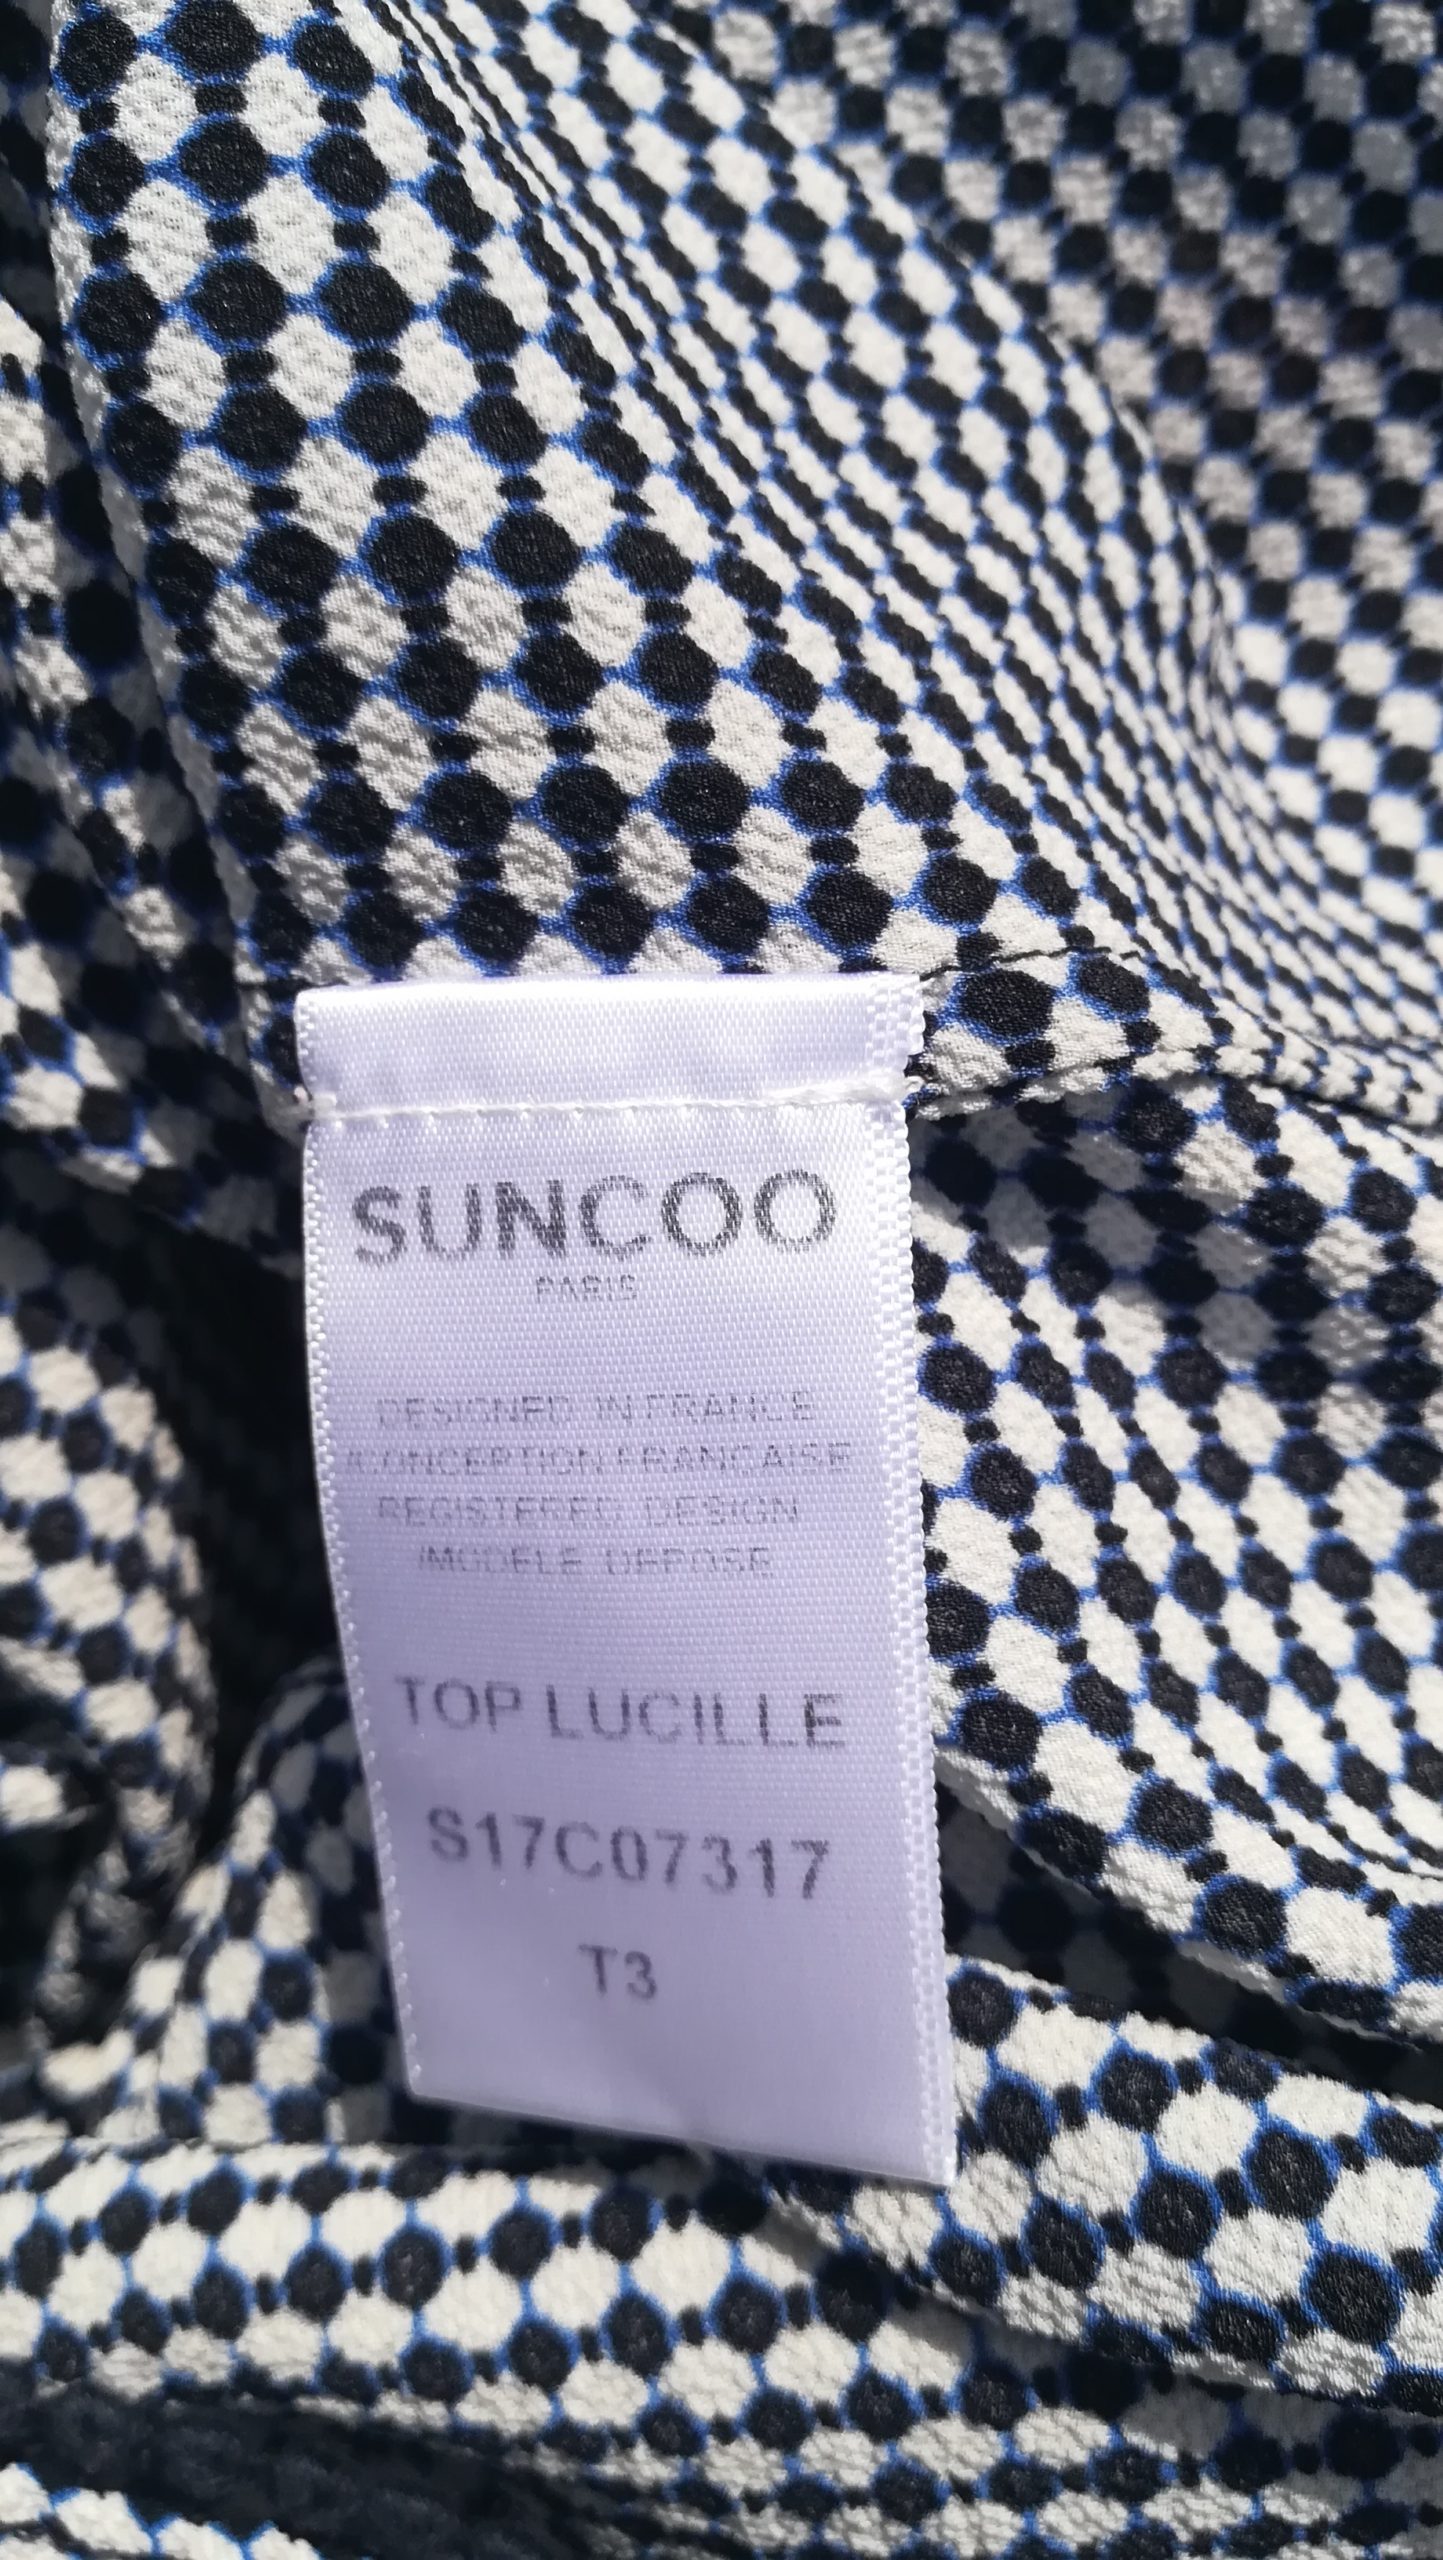 SUNCOO
PARIS
DESIGNED IN FRANCE
/CONCEPTION FRANCAISE
REGISTERED DESIGN
/MODELE DEPOSE
TOP LUCILLE
S17C07317
T3